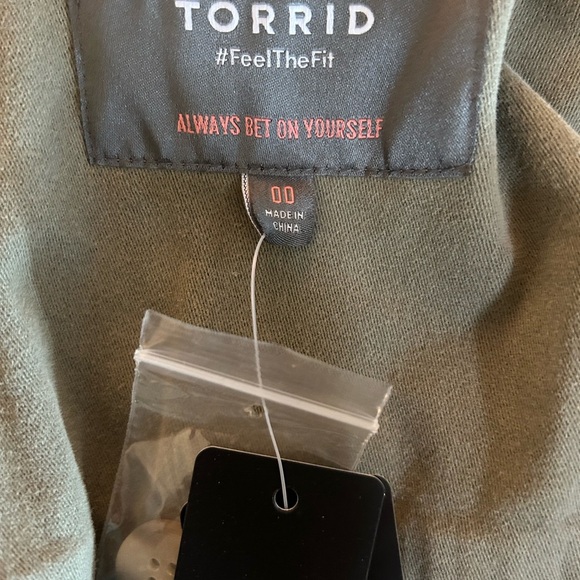 TORRID
#FeelTheFit
ALWAYS BET ON YOURSELF
00
MADE IN
CHINA